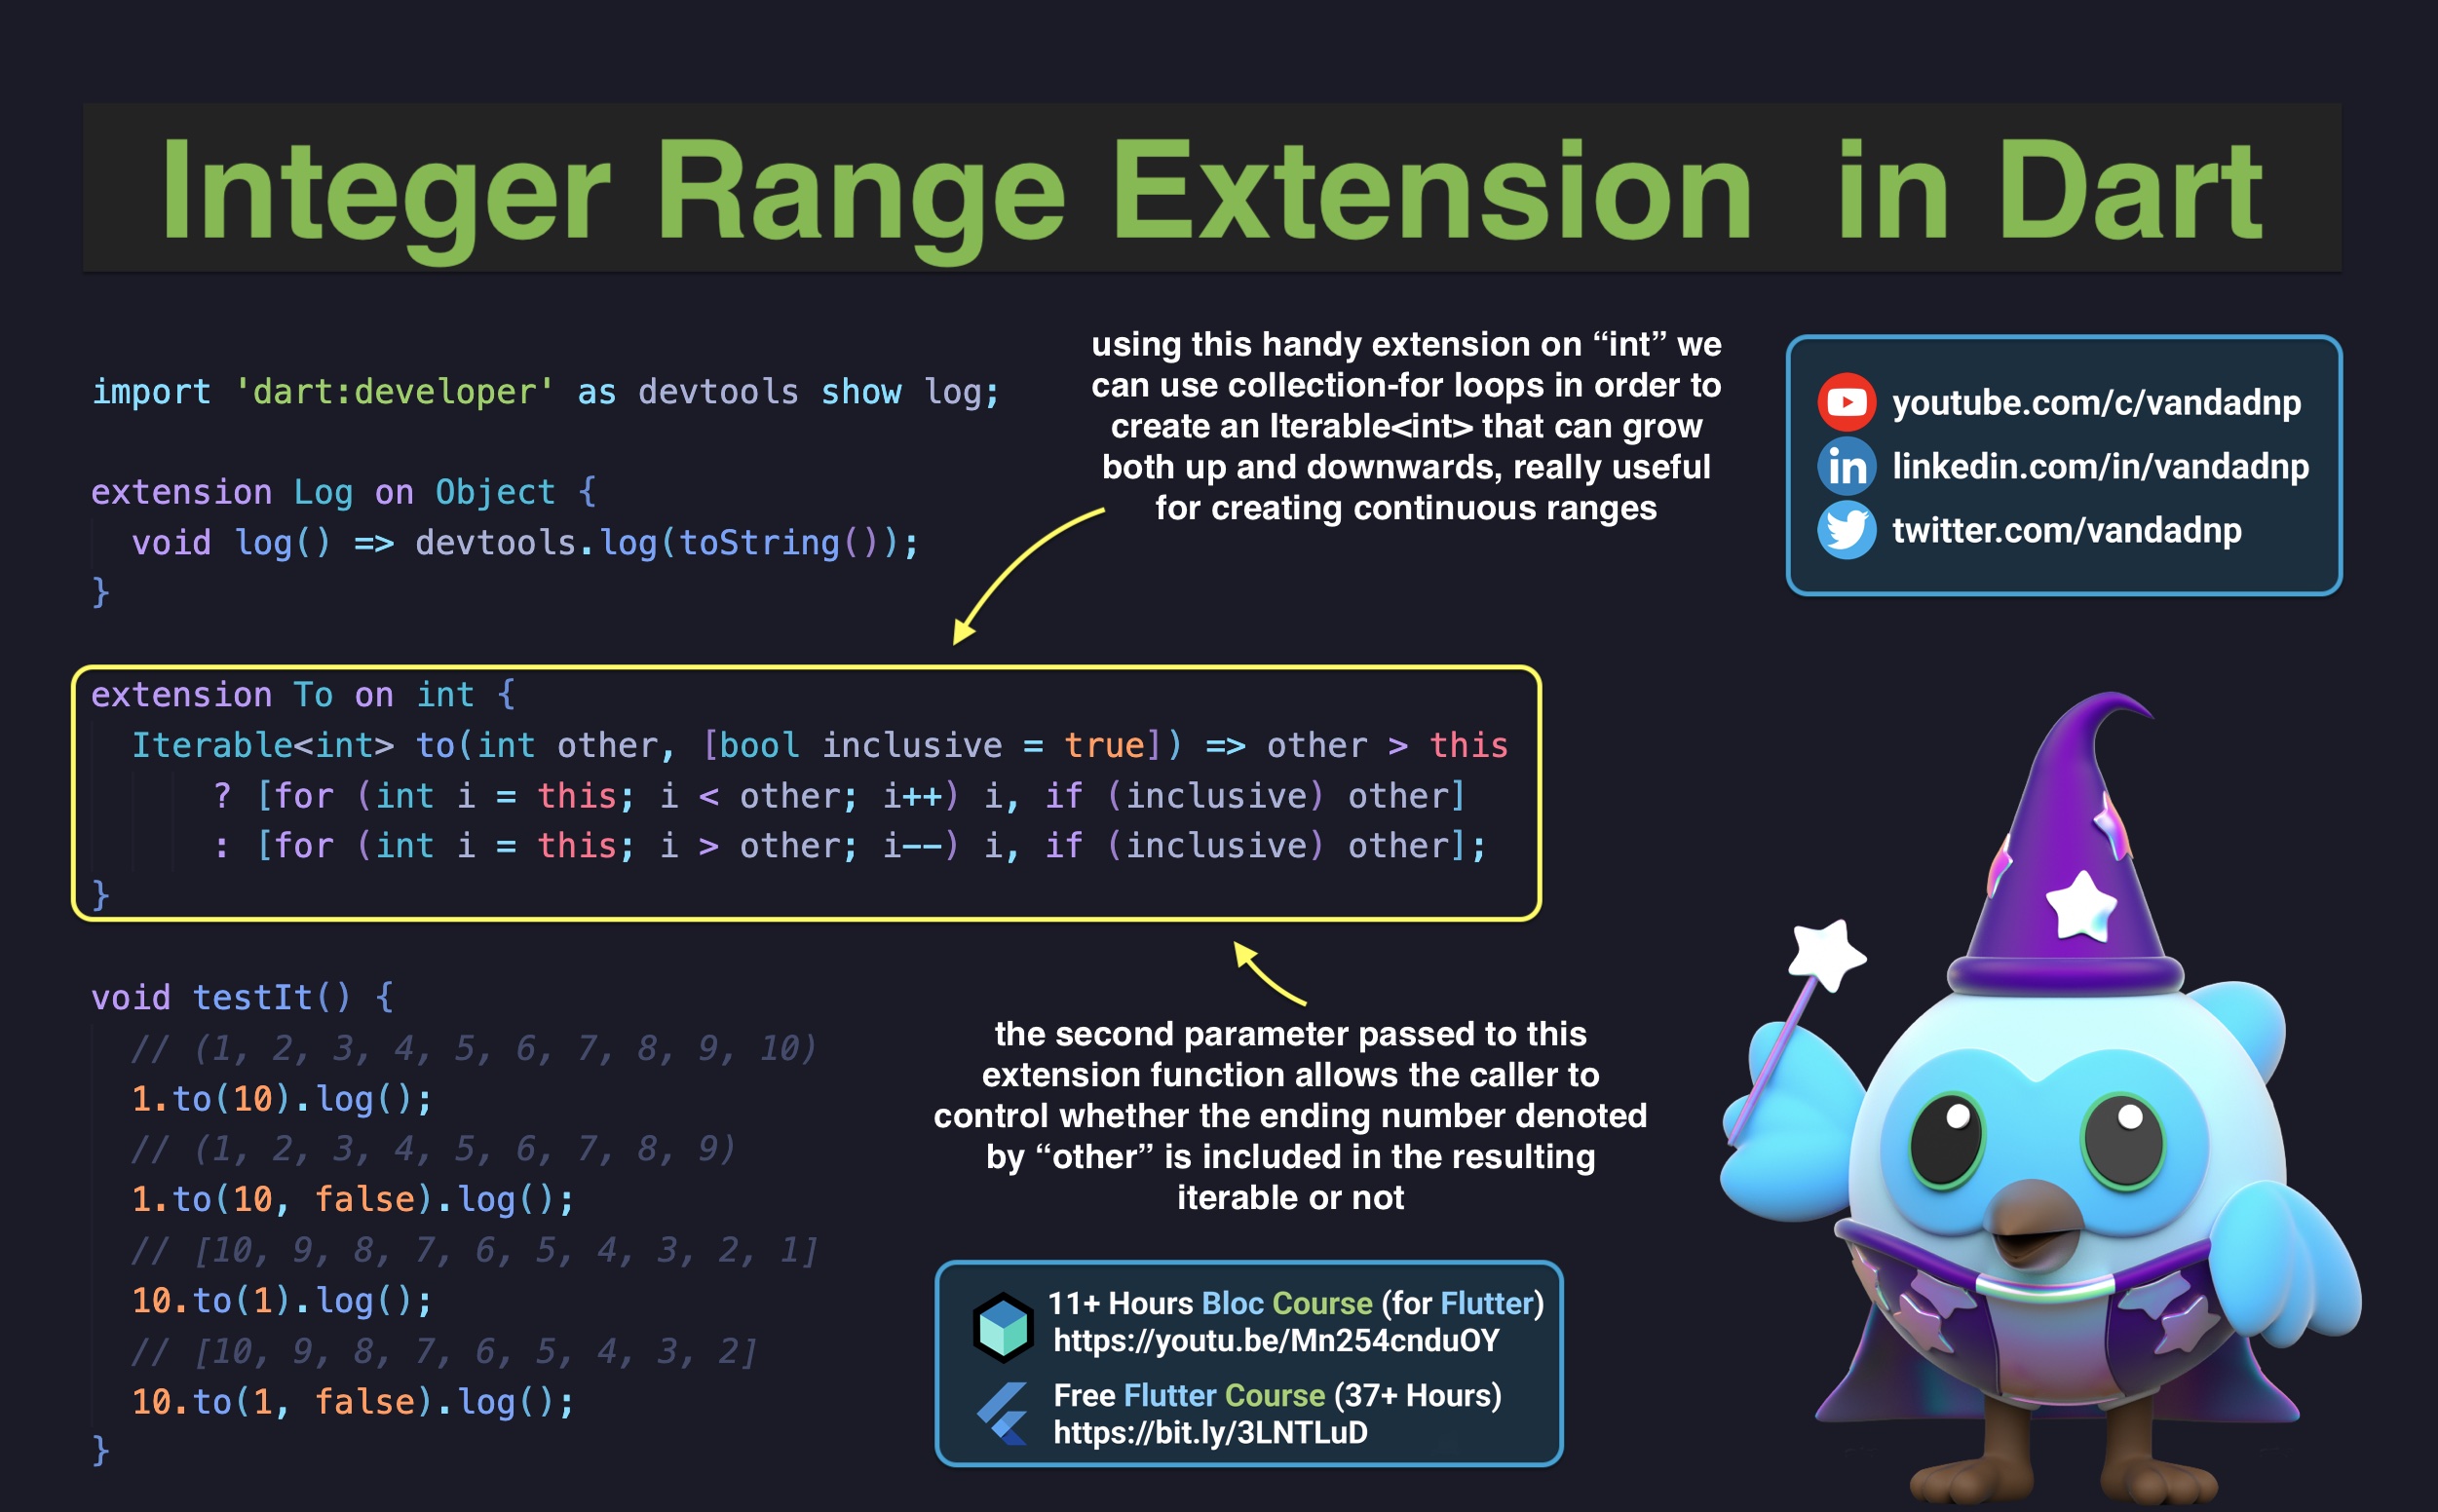 Integer Range Extension  in Dart
import 'dart:developer' as devtools show log;
extension Log on Object {
  void log() => devtools.log(toString());
}
using this handy extension on “int” we
can use collection-for loops in order to
create an Iterable<int> that can grow
both up and downwards, really useful
for creating continuous ranges
youtube.com/c/vandadnp
linkedin.com/in/vandadnp
twitter.com/vandadnp
extension To on int {
  Iterable<int> to(int other, [bool inclusive = true]) => other > this
      ? [for (int i = this; i < other; i++) i, if (inclusive) other]
      : [for (int i = this; i > other; i--) i, if (inclusive) other];
}
void testIt() {
  // (1, 2, 3, 4, 5, 6, 7, 8, 9, 10)
  1.to(10).log();
  // (1, 2, 3, 4, 5, 6, 7, 8, 9)
  1.to(10, false).log();
  // [10, 9, 8, 7, 6, 5, 4, 3, 2, 1]
  10.to(1).log();
  // [10, 9, 8, 7, 6, 5, 4, 3, 2]
  10.to(1, false).log();
}
the second parameter passed to this
extension function allows the caller to
control whether the ending number denoted
by “other” is included in the resulting
iterable or not
11+ Hours Bloc Course (for Flutter)
https://youtu.be/Mn254cnduOY
Free Flutter Course (37+ Hours)
https://bit.ly/3LNTLuD